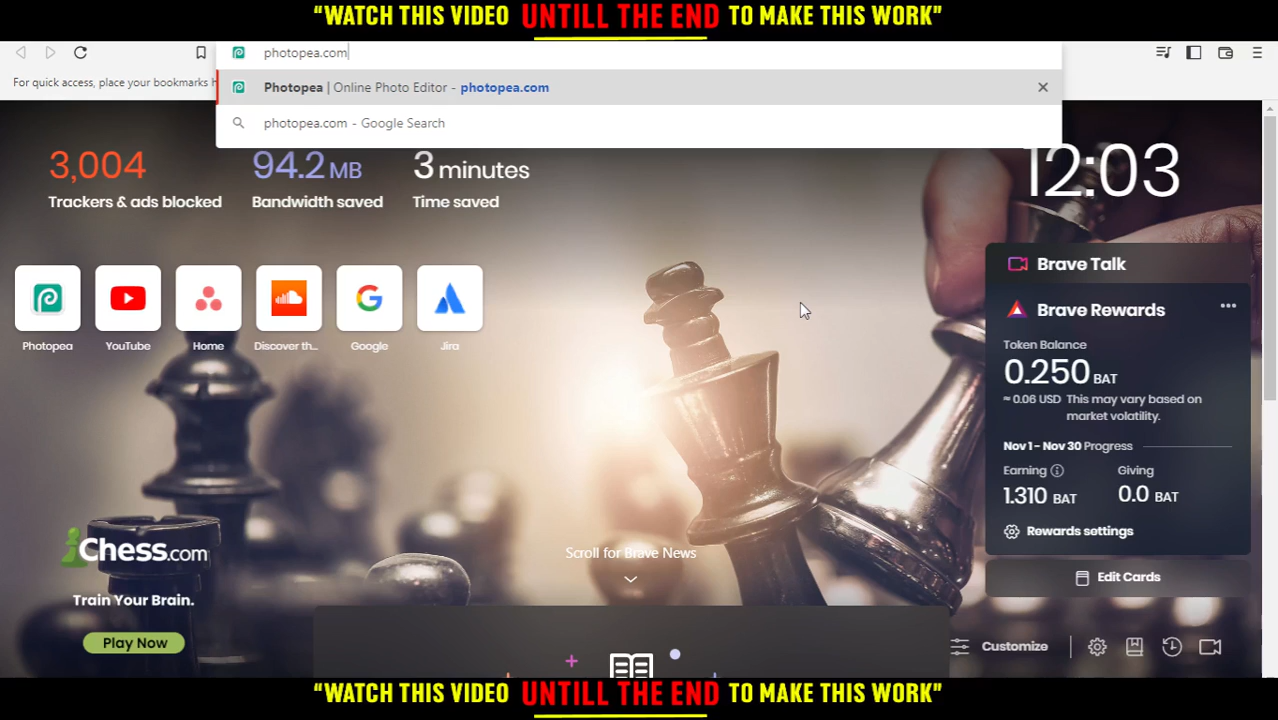 “WATCH THIS VIDEO UNTILL THE END TO MAKE THIS WORK”
photopea.com
For quick access, place your bookmarks h
Photopea | Online Photo Editor - photopea.com
photopea.com - Google Search
3,004
Trackers & ads blocked
94.2 MB
Bandwidth saved
3 minutes
Time saved
12:03
Photopea
YouTube
Home
Discover th...
Google
Jira
Brave Talk
Brave Rewards
Token Balance
0.250 BAT
≈ 0.06 USD This may vary based on
market volatility.
Nov 1 - Nov 30 Progress
Earning
1.310 BAT
Giving
0.0 BAT
Rewards settings
Edit Cards
Scroll for Brave News
Chess.com
Train Your Brain.
Play Now
Customize
“WATCH THIS VIDEO UNTILL THE END TO MAKE THIS WORK”